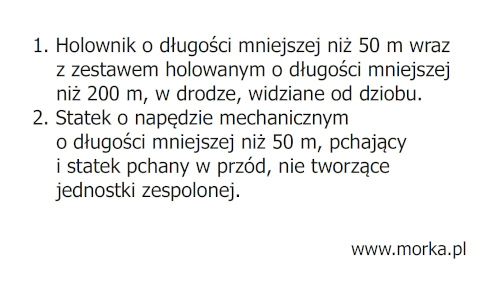 1. Holownik o długości mniejszej niż 50 m wraz
z zestawem holowanym o długości mniejszej
niż 200 m, w drodze, widziane od dziobu.
2. Statek o napędzie mechanicznym
o długości mniejszej niż 50 m, pchający
i statek pchany w przód, nie tworzące
jednostki zespolonej.
www.morka.pl